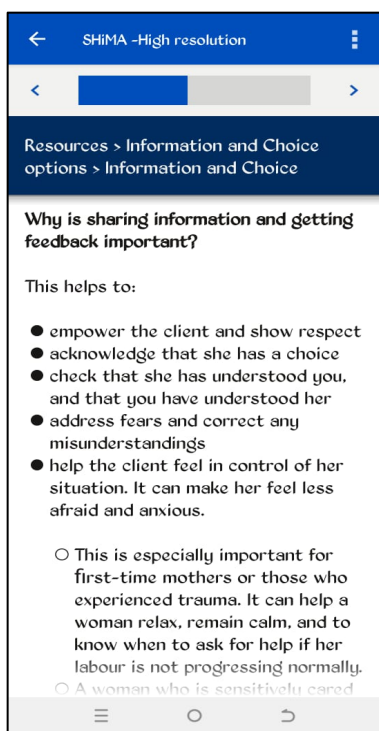 SHiMA -High resolution
Resources > Information and Choice
options > Information and Choice
Why is sharing information and getting
feedback important?
This helps to:
● empower the client and show respect
● acknowledge that she has a choice
● check that she has understood you,
and that you have understood her
● address fears and correct any
misunderstandings
● help the client feel in control of her
situation. It can make her feel less
afraid and anxious.
○ This is especially important for
first-time mothers or those who
experienced trauma. It can help a
woman relax, remain calm, and to
know when to ask for help if her
labour is not progressing normally.
○ A woman who is sensitively cared